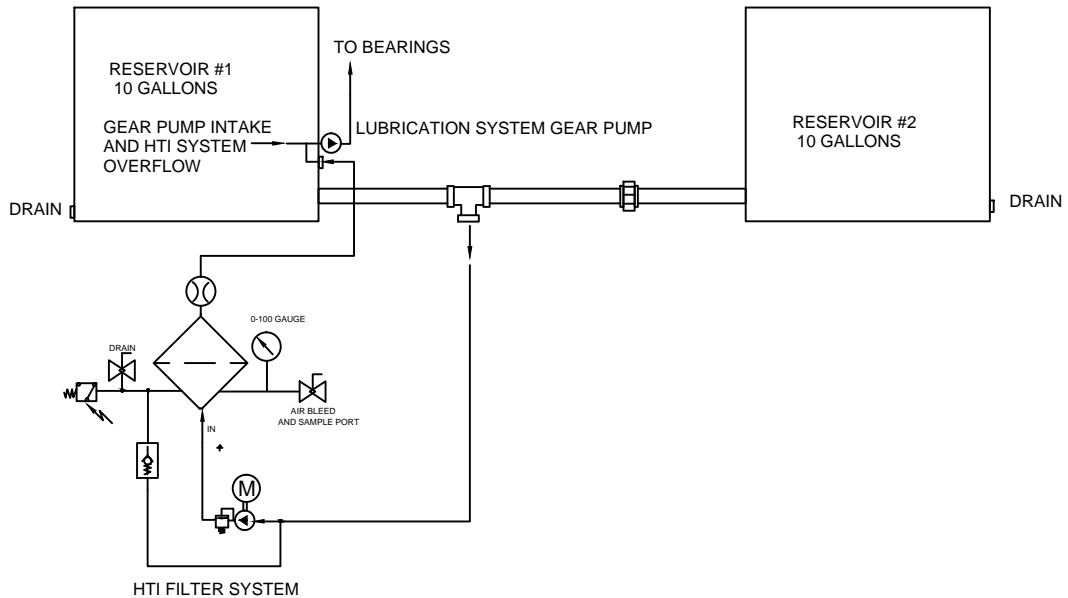 TO BEARINGS
RESERVOIR #1
10 GALLONS
GEAR PUMP INTAKE
AND HTI SYSTEM
OVERFLOW
LUBRICATION SYSTEM GEAR PUMP
RESERVOIR #2
10 GALLONS
DRAIN
DRAIN
0-100 GAUGE
DRAIN
AIR BLEED
AND SAMPLE PORT
IN
M
HTI FILTER SYSTEM